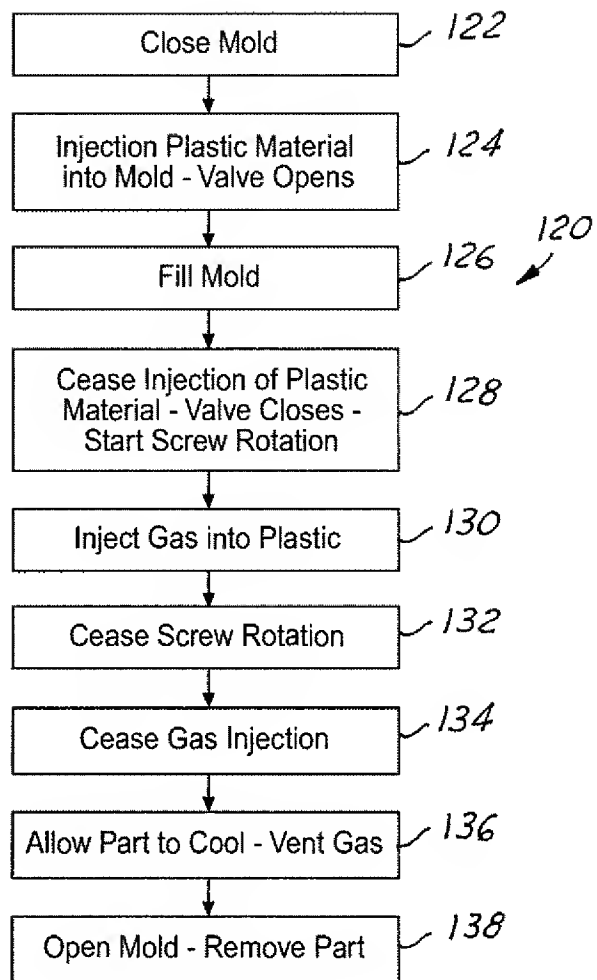 Close Mold
122
Injection Plastic Material
into Mold - Valve Opens
124
120
Fill Mold
126
Cease Injection of Plastic
Material - Valve Closes -
Start Screw Rotation
128
Inject Gas into Plastic
130
Cease Screw Rotation
132
Cease Gas Injection
134
Allow Part to Cool - Vent Gas
136
Open Mold - Remove Part
138